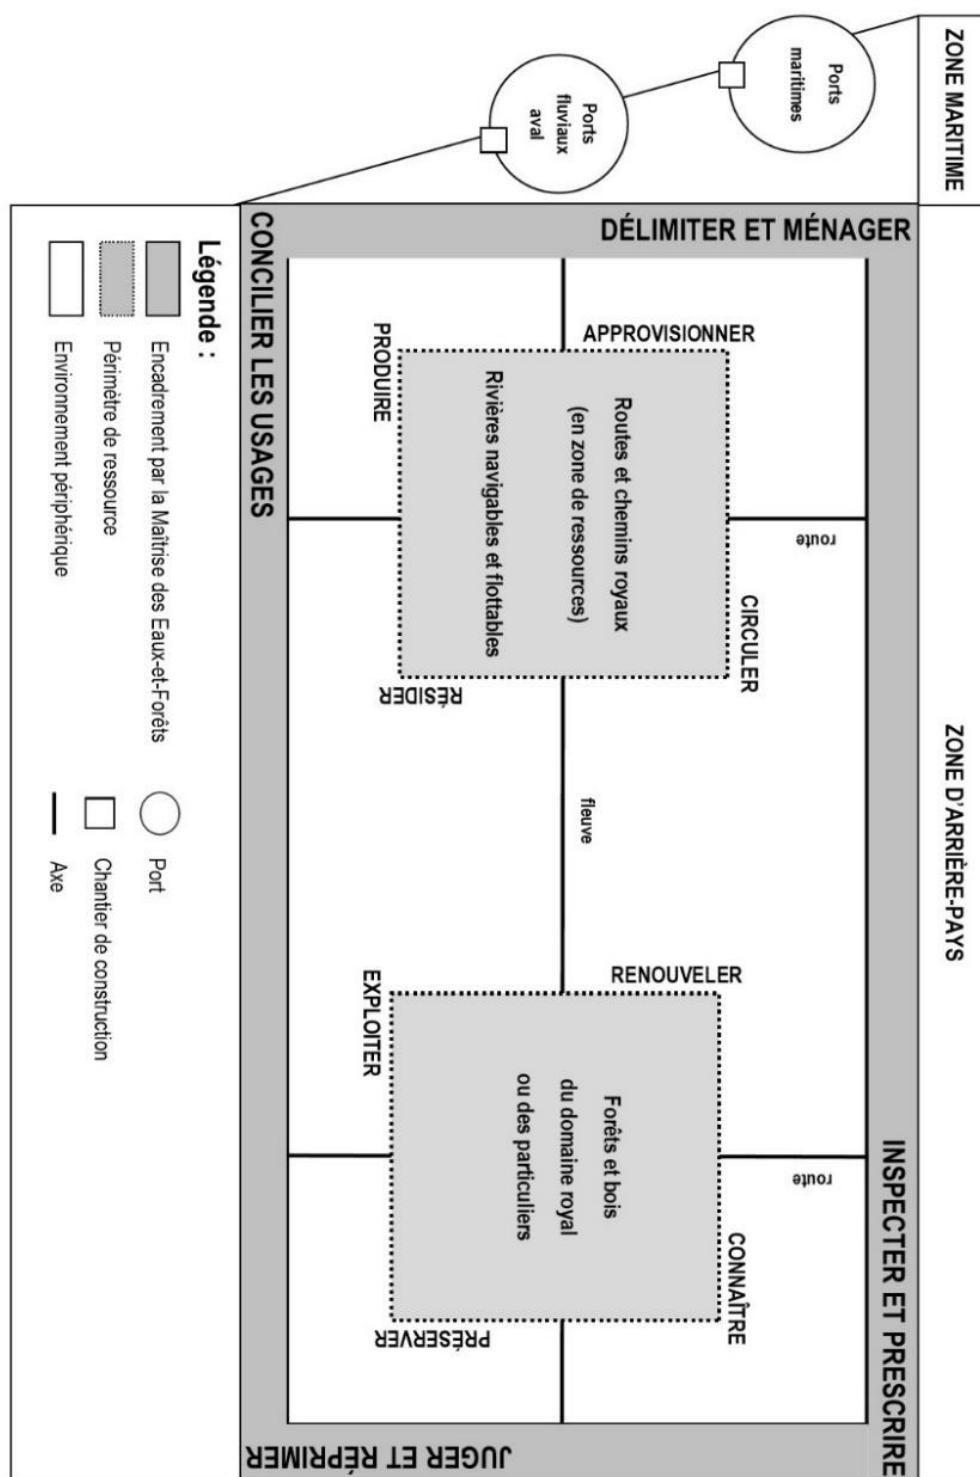 ZONE MARITIME
ZONE D'ARRIÈRE-PAYS
Ports
maritimes
Ports
fluviaux
aval
DÉLIMITER ET MÉNAGER
INSPECTER ET PRESCRIRE
CONCILIER LES USAGES
JUGER ET RÉPRIMER
APPROVISIONNER
CIRCULER
PRODUIRE
RÉSIDER
Routes et chemins royaux
(en zone de ressources)
Rivières navigables et flottables
route
fleuve
RENOUVELER
CONNAÎTRE
EXPLOITER
PRÉSERVER
Forêts et bois
du domaine royal
ou des particuliers
route
Légende :
Encadrement par la Maîtrise des Eaux-et-Forêts
Périmètre de ressource
Environnement périphérique
Port
Chantier de construction
Axe